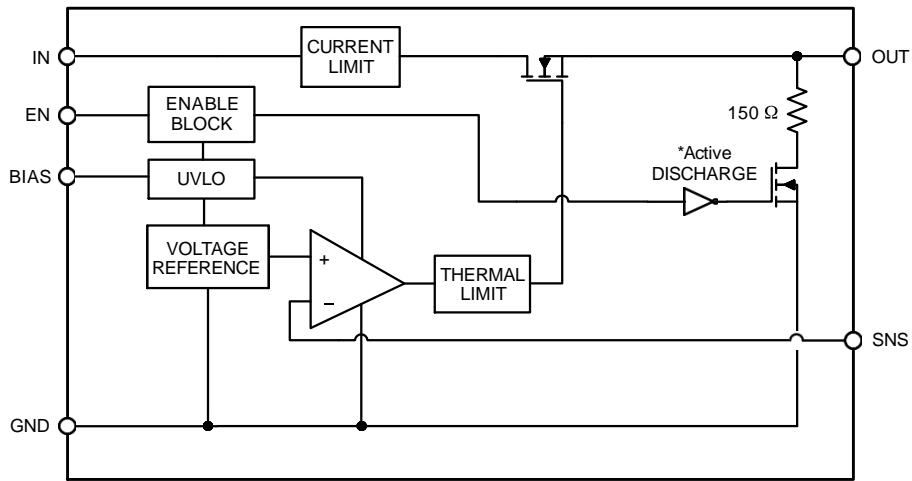 IN
CURRENT
LIMIT
OUT
EN
ENABLE
BLOCK
150 Ω
*Active
DISCHARGE
BIAS
UVLO
VOLTAGE
REFERENCE
+
−
THERMAL
LIMIT
SNS
GND